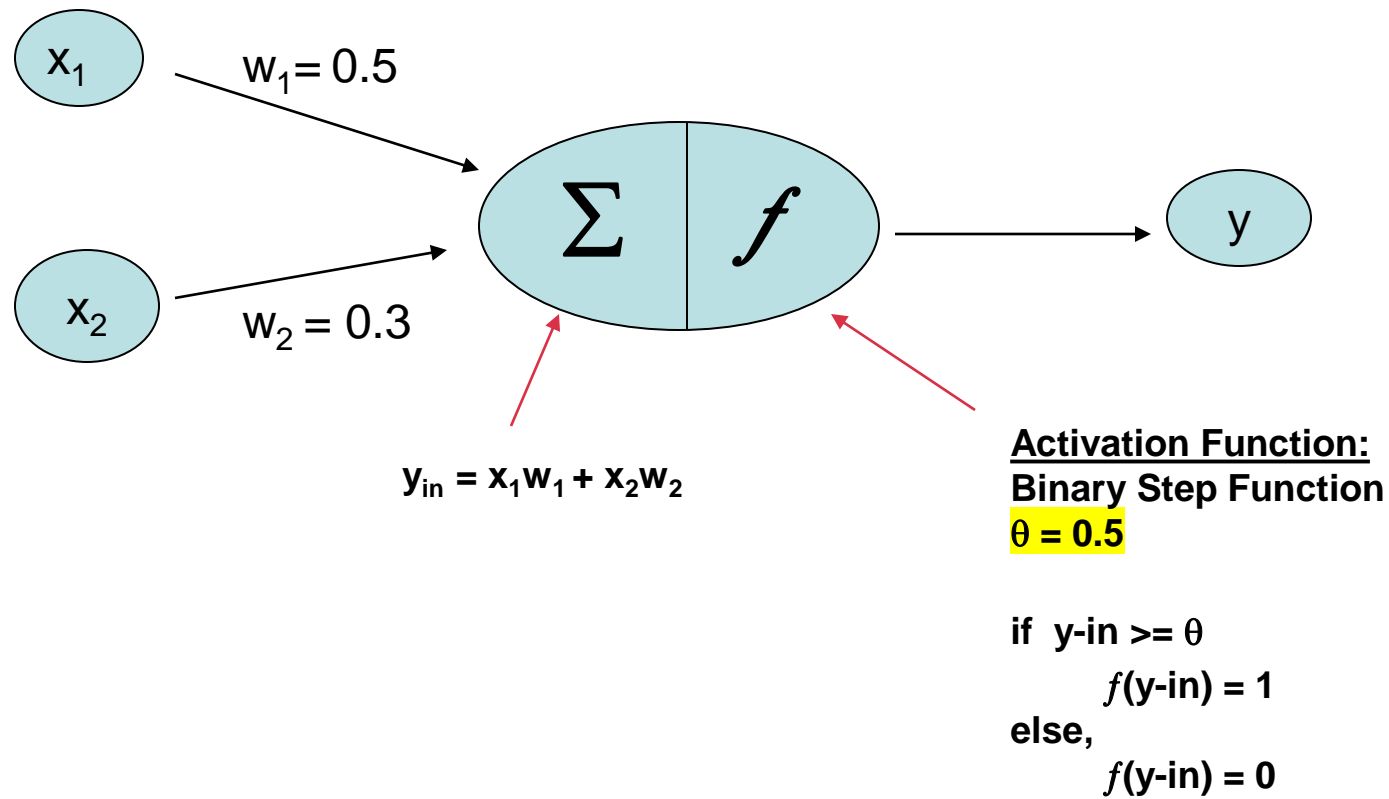 x₁
w₁= 0.5
Σ
f
y
x₂
w₂ = 0.3
yᵢₙ = x₁w₁ + x₂w₂
Activation Function:
Binary Step Function
θ = 0.5
if y-in >= θ
f(y-in) = 1
else,
f(y-in) = 0